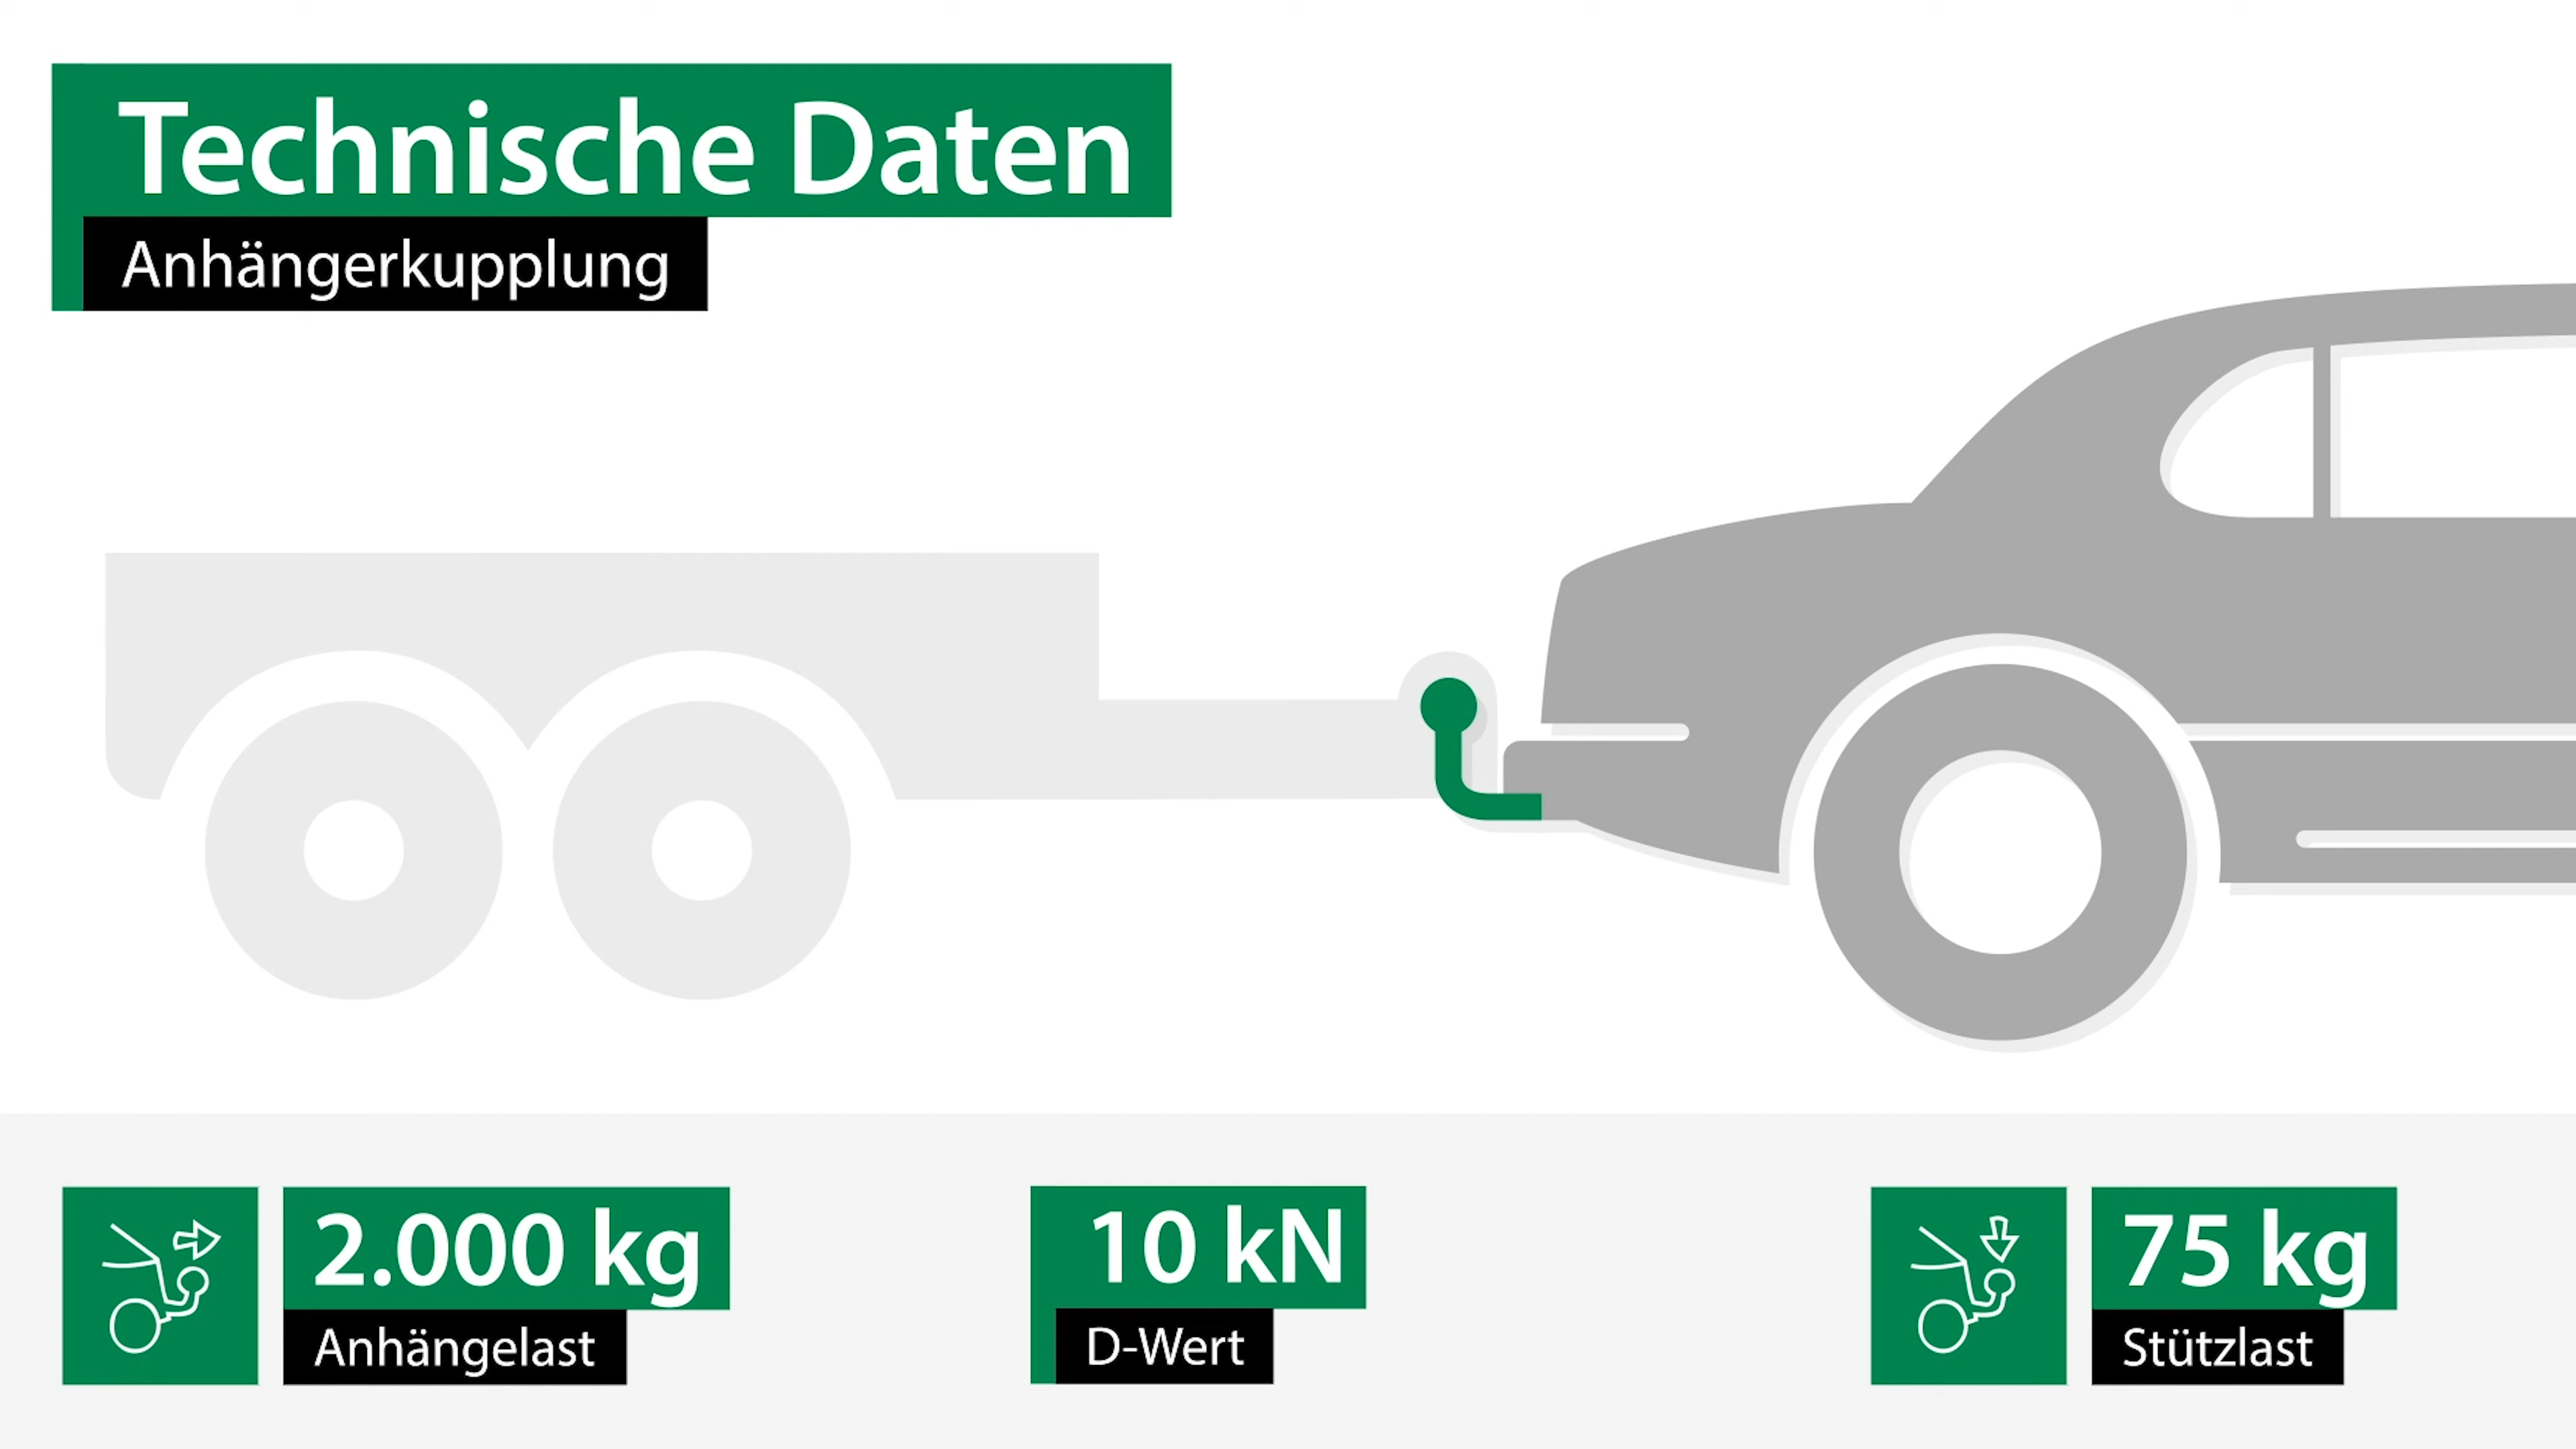 Technische Daten
Anhängerkupplung
2.000 kg
Anhängelast
10 kN
D-Wert
75 kg
Stützlast